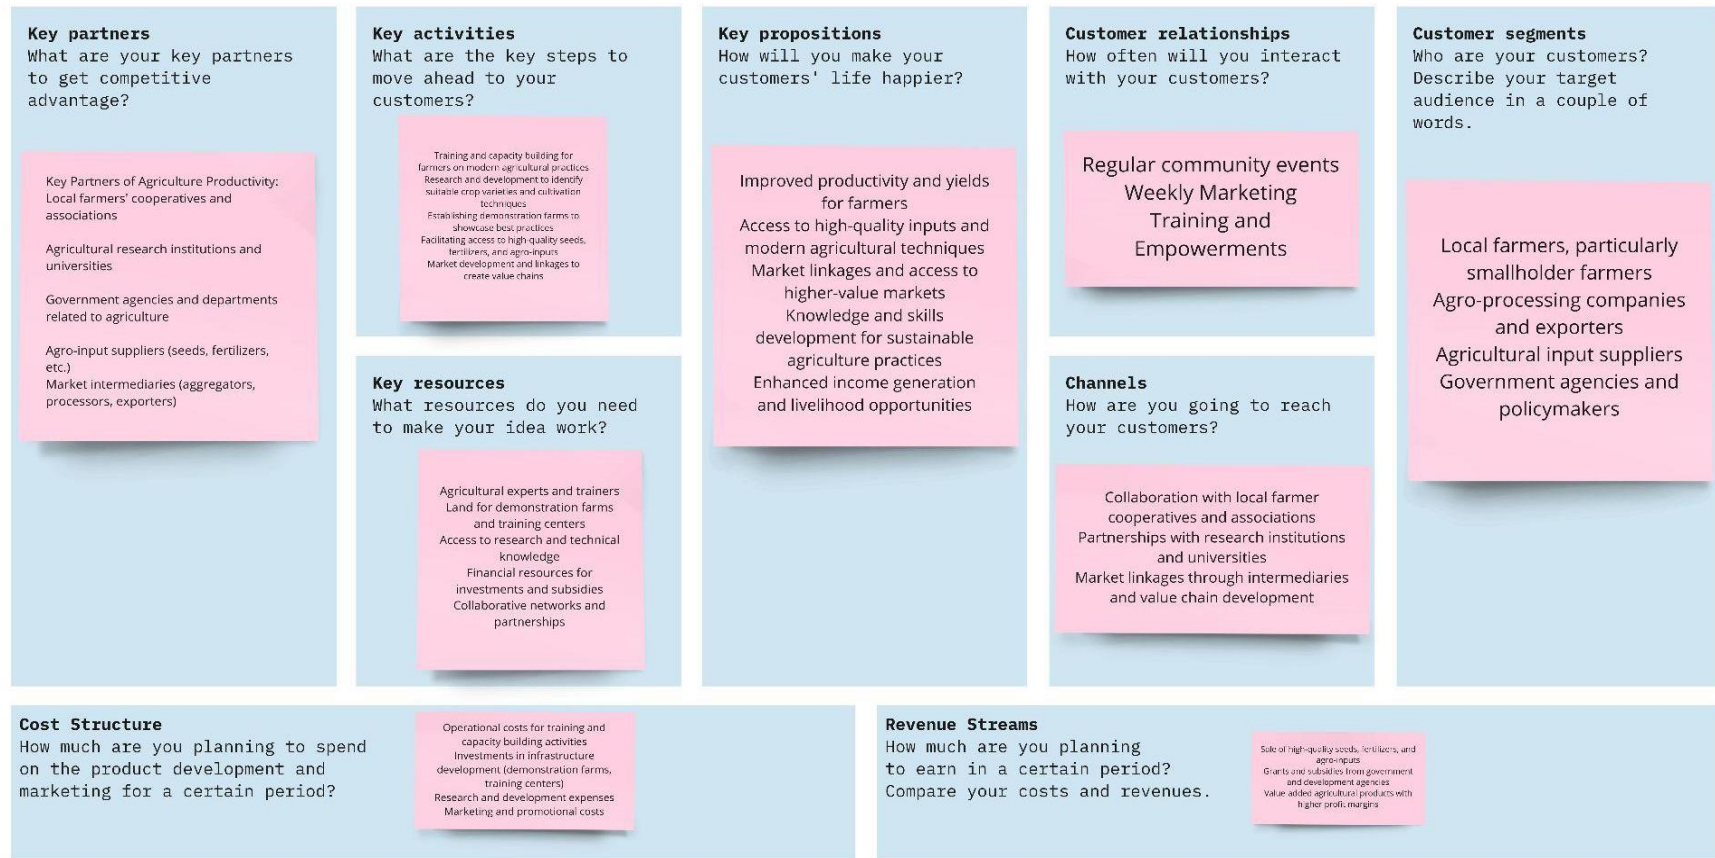 Key partners
What are your key partners
to get competitive
advantage?
Key Partners of Agriculture Productivity:
Local farmers' cooperatives and
associations
Agricultural research institutions and
universities
Government agencies and departments
related to agriculture
Agro-input suppliers (seeds, fertilizers,
etc.)
Market intermediaries (aggregators,
processors, exporters)
Key activities
What are the key steps to
move ahead to your
customers?
Training and capacity building for
farmers on modern agricultural practices
Research and development to identify
suitable crop varieties and cultivation
techniques
Establishing demonstration farms to
showcase best practices
Facilitating access to high-quality seeds,
fertilizers, and agro-inputs
Market development and linkages to
create value chains
Key resources
What resources do you need
to make your idea work?
Agricultural experts and trainers
Land for demonstration farms
and training centers
Access to research and technical
knowledge
Financial resources for
investments and subsidies
Collaborative networks and
partnerships
Key propositions
How will you make your
customers' life happier?
Improved productivity and yields
for farmers
Access to high-quality inputs and
modern agricultural techniques
Market linkages and access to
higher-value markets
Knowledge and skills
development for sustainable
agriculture practices
Enhanced income generation
and livelihood opportunities
Customer relationships
How often will you interact
with your customers?
Regular community events
Weekly Marketing
Training and
Empowerments
Channels
How are you going to reach
your customers?
Collaboration with local farmer
cooperatives and associations
Partnerships with research institutions
and universities
Market linkages through intermediaries
and value chain development
Customer segments
Who are your customers?
Describe your target
audience in a couple of
words.
Local farmers, particularly
smallholder farmers
Agro-processing companies
and exporters
Agricultural input suppliers
Government agencies and
policymakers
Cost Structure
How much are you planning to spend
on the product development and
marketing for a certain period?
Operational costs for training and
capacity building activities
Investments in infrastructure
development (demonstration farms,
training centers)
Research and development expenses
Marketing and promotional costs
Revenue Streams
How much are you planning
to earn in a certain period?
Compare your costs and revenues.
Sale of high-quality seeds, fertilizers, and
agro-inputs
Grants and subsidies from government
and development agencies
Value added agricultural products with
higher profit margins